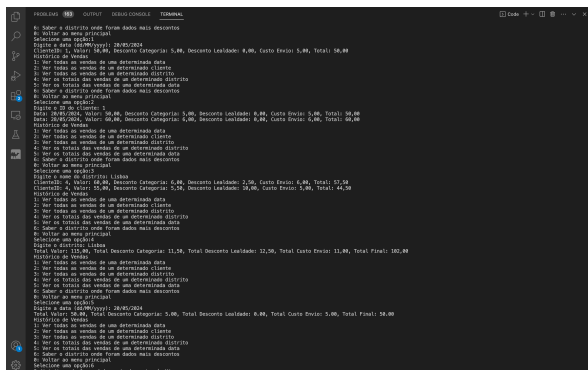 PROBLEMS 103 OUTPUT DEBUG CONSOLE TERMINAL
Code
6: Saber o distrito onde foram dados mais descontos
0: Voltar ao menu principal
Selecione uma opção:1
Digite a data (dd/MM/yyyy): 20/05/2024
ClienteID: 1, Valor: 50,00, Desconto Categoria: 5,00, Desconto Lealdade: 0,00, Custo Envio: 5,00, Total: 50,00
Histórico de Vendas
1: Ver todas as vendas de uma determinada data
2: Ver todas as vendas de um determinado cliente
3: Ver todas as vendas de um determinado distrito
4: Ver os totais das vendas de um determinado distrito
5: Ver os totais das vendas de uma determinada data
6: Saber o distrito onde foram dados mais descontos
0: Voltar ao menu principal
Selecione uma opção:2
Digite o ID do cliente: 1
Data: 20/05/2024, Valor: 50,00, Desconto Categoria: 5,00, Desconto Lealdade: 0,00, Custo Envio: 5,00, Total: 50,00
Data: 20/05/2024, Valor: 60,00, Desconto Categoria: 6,00, Desconto Lealdade: 0,00, Custo Envio: 6,00, Total: 60,00
Histórico de Vendas
1: Ver todas as vendas de uma determinada data
2: Ver todas as vendas de um determinado cliente
3: Ver todas as vendas de um determinado distrito
4: Ver os totais das vendas de um determinado distrito
5: Ver os totais das vendas de uma determinada data
6: Saber o distrito onde foram dados mais descontos
0: Voltar ao menu principal
Selecione uma opção:3
Digite o nome do distrito: Lisboa
ClienteID: 4, Valor: 60,00, Desconto Categoria: 6,00, Desconto Lealdade: 2,50, Custo Envio: 6,00, Total: 57,50
ClienteID: 4, Valor: 55,00, Desconto Categoria: 5,50, Desconto Lealdade: 10,00, Custo Envio: 5,00, Total: 44,50
Histórico de Vendas
1: Ver todas as vendas de uma determinada data
2: Ver todas as vendas de um determinado cliente
3: Ver todas as vendas de um determinado distrito
4: Ver os totais das vendas de um determinado distrito
5: Ver os totais das vendas de uma determinada data
6: Saber o distrito onde foram dados mais descontos
0: Voltar ao menu principal
Selecione uma opção:4
Digite o distrito: Lisboa
Total Valor: 115,00, Total Desconto Categoria: 11,50, Total Desconto Lealdade: 12,50, Total Custo Envio: 11,00, Total Final: 102,00
Histórico de Vendas
1: Ver todas as vendas de uma determinada data
2: Ver todas as vendas de um determinado cliente
3: Ver todas as vendas de um determinado distrito
4: Ver os totais das vendas de um determinado distrito
5: Ver os totais das vendas de uma determinada data
6: Saber o distrito onde foram dados mais descontos
0: Voltar ao menu principal
Selecione uma opção:5
Digite a data (dd/MM/yyyy): 20/05/2024
Total Valor: 50,00, Total Desconto Categoria: 5,00, Total Desconto Lealdade: 0,00, Total Custo Envio: 5,00, Total Final: 50,00
Histórico de Vendas
1: Ver todas as vendas de uma determinada data
2: Ver todas as vendas de um determinado cliente
3: Ver todas as vendas de um determinado distrito
4: Ver os totais das vendas de um determinado distrito
5: Ver os totais das vendas de uma determinada data
6: Saber o distrito onde foram dados mais descontos
0: Voltar ao menu principal
Selecione uma opção:6